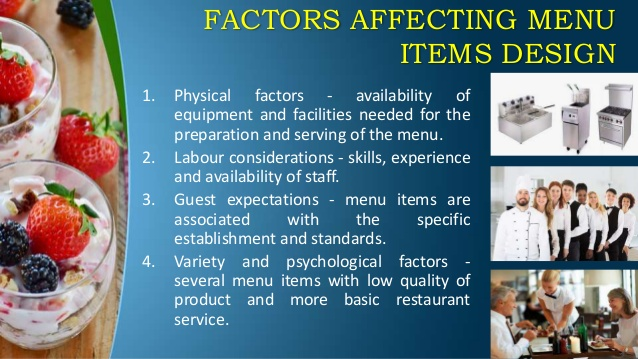 FACTORS AFFECTING MENU
ITEMS DESIGN
1. Physical factors - availability of
equipment and facilities needed for the
preparation and serving of the menu.
2. Labour considerations - skills, experience
and availability of staff.
3. Guest expectations - menu items are
associated with the specific
establishment and standards.
4. Variety and psychological factors -
several menu items with low quality of
product and more basic restaurant
service.